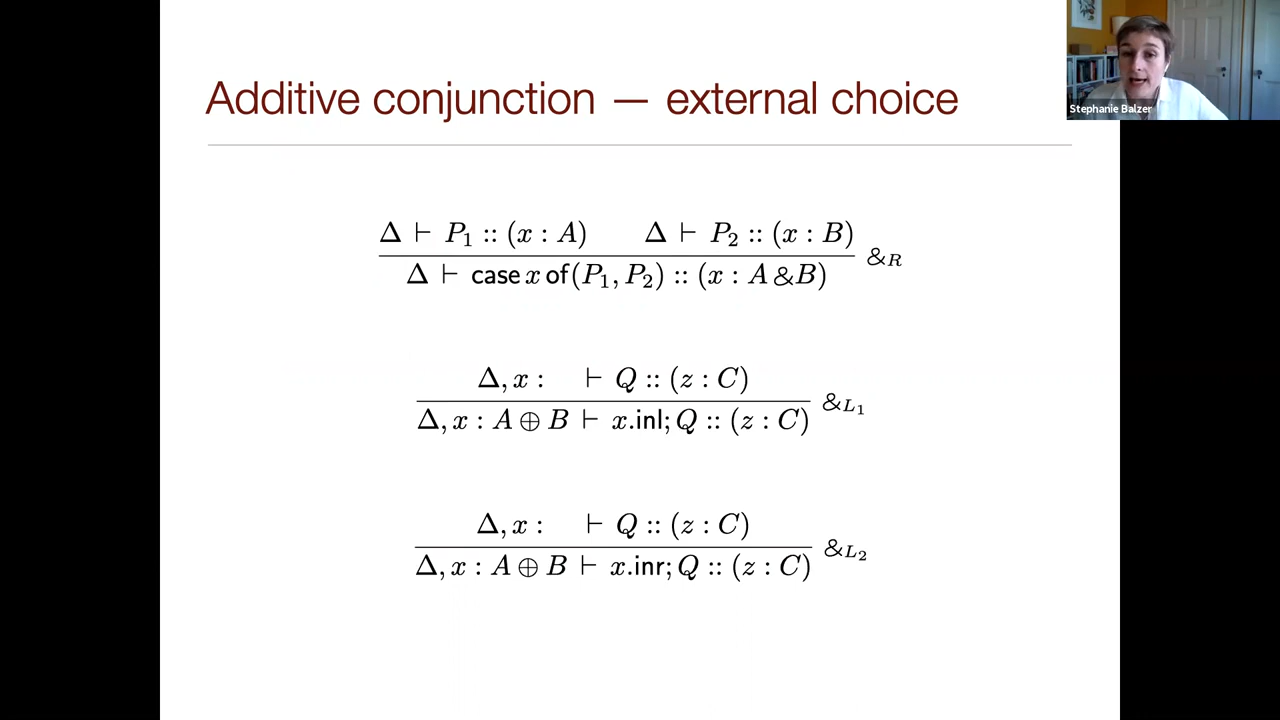 Additive conjunction — external choice
Stephanie Balzer
Δ ⊢ P₁ :: (x : A) Δ ⊢ P₂ :: (x : B)
Δ ⊢ case x of (P₁, P₂) :: (x : A & B) &R
Δ, x : ⊢ Q :: (z : C)
Δ, x : A ⊕ B ⊢ x.inl; Q :: (z : C) &L₁
Δ, x : ⊢ Q :: (z : C)
Δ, x : A ⊕ B ⊢ x.inr; Q :: (z : C) &L₂